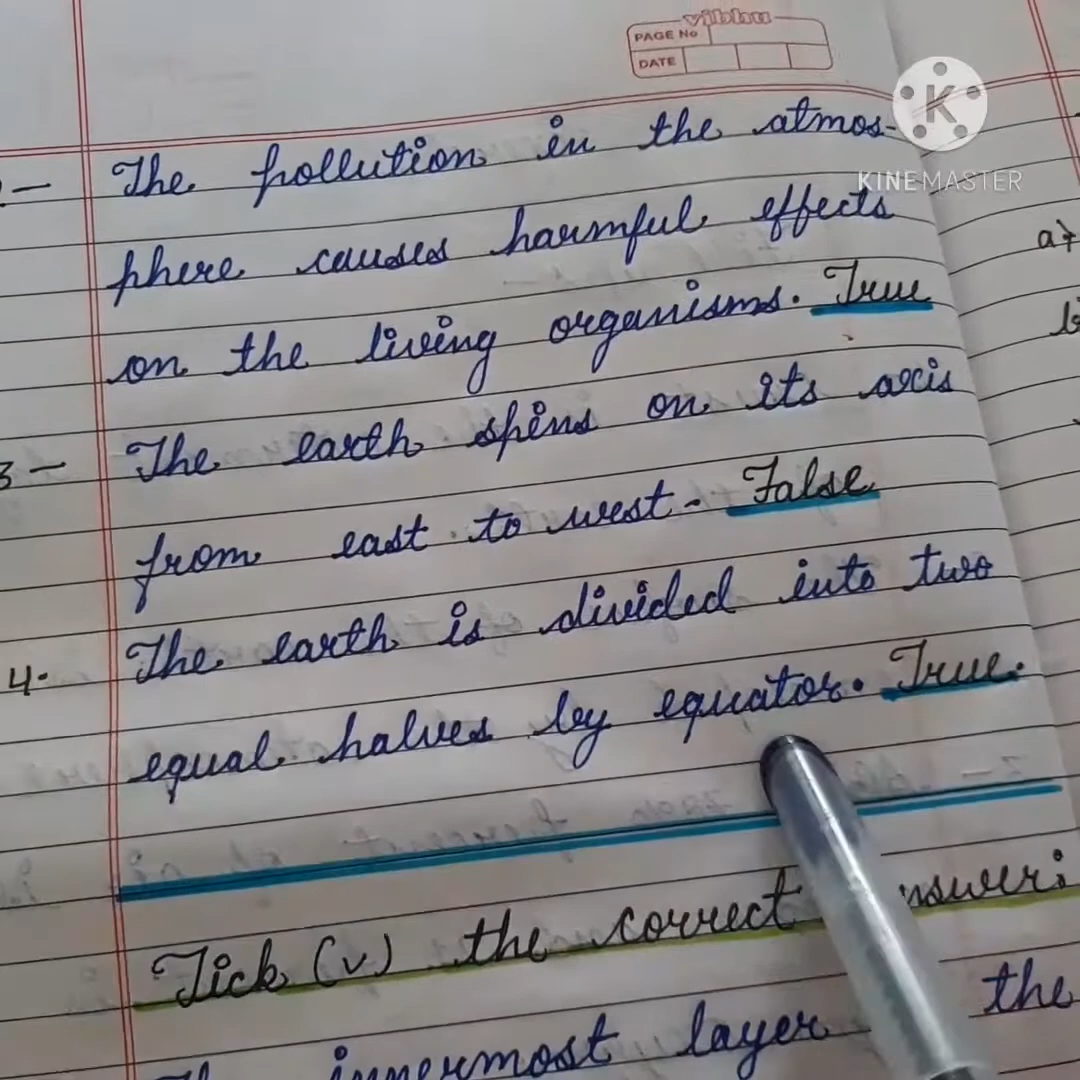 vibhu
PAGE No
DATE
K
KINEMASTER
The pollution in the atmos-
phere causes harmful effects
on the living organisms. True
3- The earth spins on its axis
from east to west- False
4. The earth is divided into two
equal halves by equator. True.
Tick (v) the correct
innermost layer the